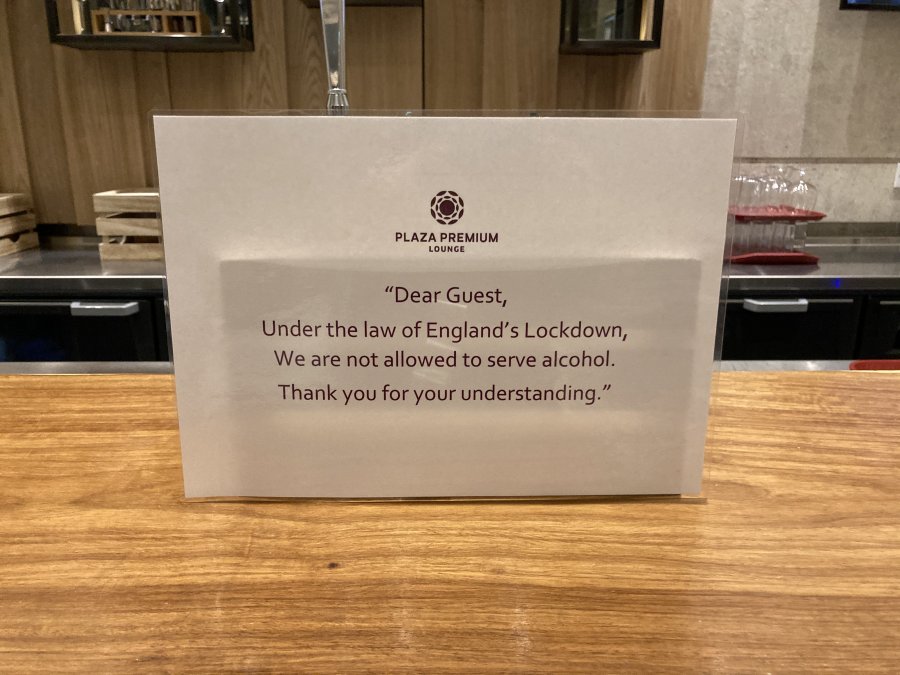 PLAZA PREMIUM
LOUNGE
“Dear Guest,
Under the law of England’s Lockdown,
We are not allowed to serve alcohol.
Thank you for your understanding.”